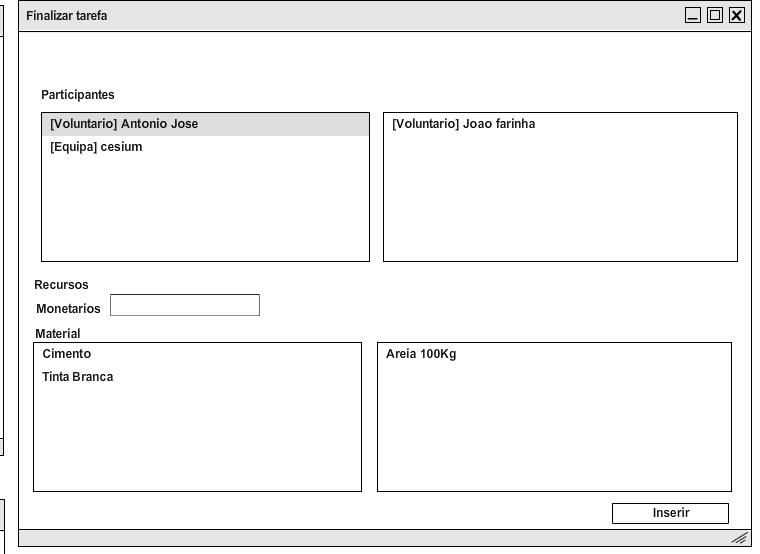 Finalizar tarefa
Participantes
[Voluntario] Antonio Jose
[Equipa] cesium
[Voluntario] Joao farinha
Recursos
Monetarios
Material
Cimento
Tinta Branca
Areia 100Kg
Inserir